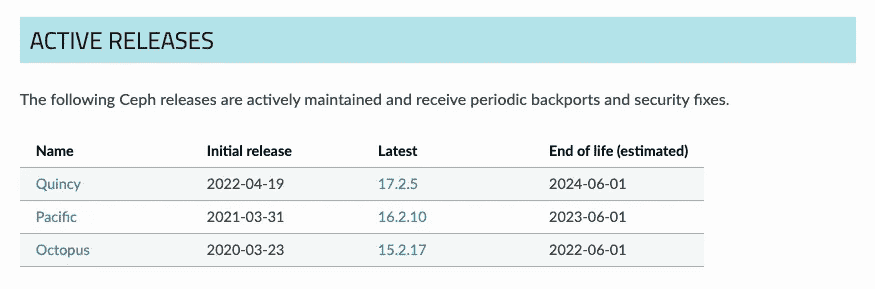 ACTIVE RELEASES
The following Ceph releases are actively maintained and receive periodic backports and security fixes.
Name Initial release Latest End of life (estimated)
Quincy 2022-04-19 17.2.5 2024-06-01
Pacific 2021-03-31 16.2.10 2023-06-01
Octopus 2020-03-23 15.2.17 2022-06-01